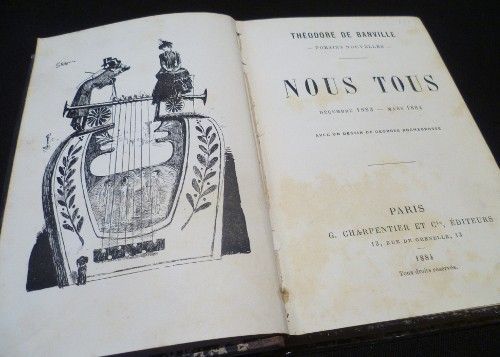 THÉODORE DE BANVILLE
— POÉSIES NOUVELLES —
NOUS TOUS
DÉCEMBRE 1883 — MARS 1884
AVEC UN DESSIN DE GEORGES ROCHEGROSSE
PARIS
G. CHARPENTIER ET Cie, ÉDITEURS
13, RUE DE GRENELLE, 13
1884
Tous droits réservés.